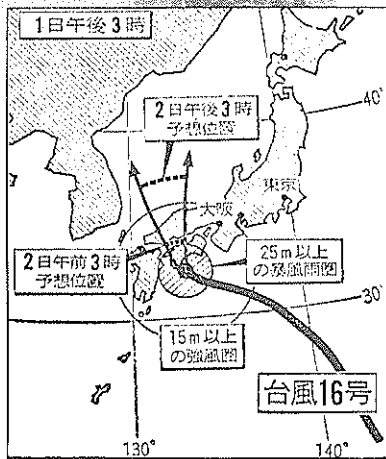 1日午後3時
2日午後3時
予想位置
40°
東京
大阪
2日午前3時
予想位置
25m以上
の暴風雨圏
30°
15m以上
の強風圏
台風16号
130°
140°